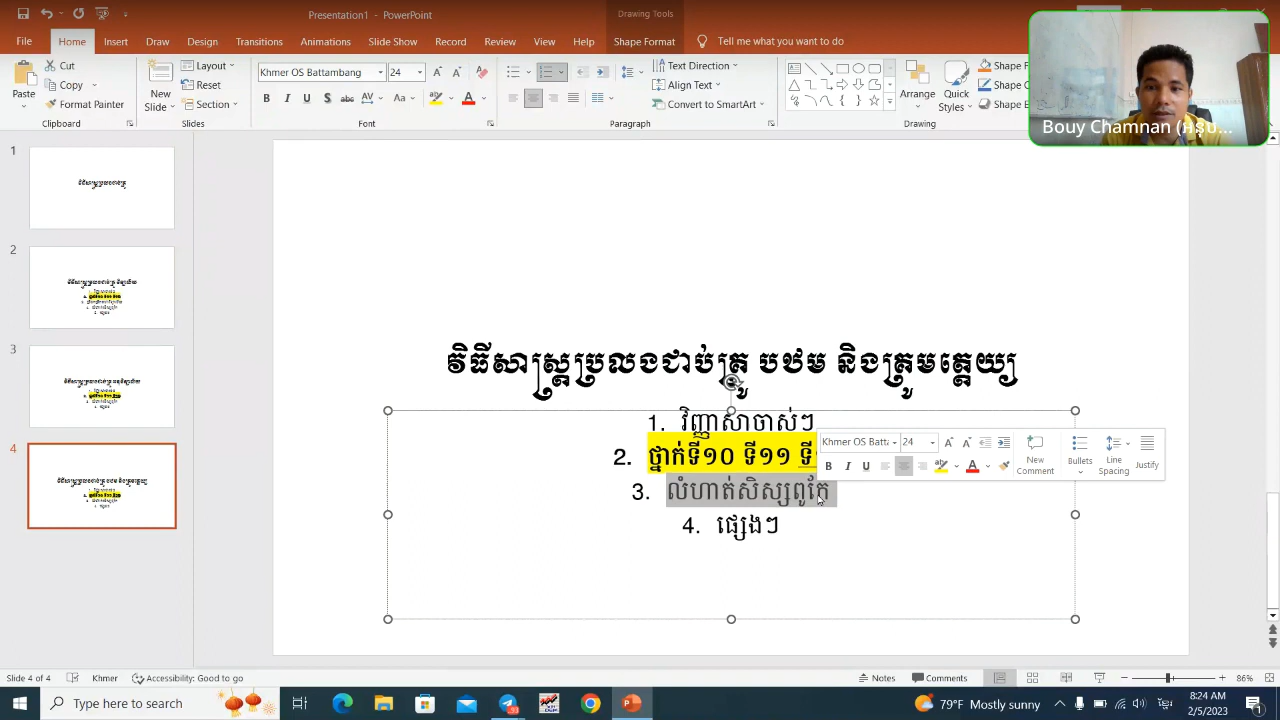 Presentation1 - PowerPoint
Drawing Tools
File
Home
Insert
Draw
Design
Transitions
Animations
Slide Show
Record
Review
View
Help
Shape Format
Tell me what you want to do
Paste
Cut
Copy
Format Painter
Clipboard
New Slide
Layout
Reset
Section
Slides
Khmer OS Battambang
24
Font
Text Direction
Align Text
Convert to SmartArt
Paragraph
Arrange
Quick Styles
Shape F
Shape O
Shape E
Drawing
Bouy Chamnan
1
2
3
4
វិធីសាស្ត្រប្រលងជាប់គ្រូ បឋម និងគ្រូមត្តេយ្យ
1. វិញ្ញាសាចាស់ៗ
2. ថ្នាក់ទី១០ ទី១១ ទី
3. លំហាត់សិស្សពូកែ
4. ផ្សេងៗ
Khmer OS Batt
24
New Comment
Bullets
Line Spacing
Justify
Slide 4 of 4
Khmer
Accessibility: Good to go
Notes
Comments
86%
Type here to search
79°F Mostly sunny
8:24 AM
2/5/2023